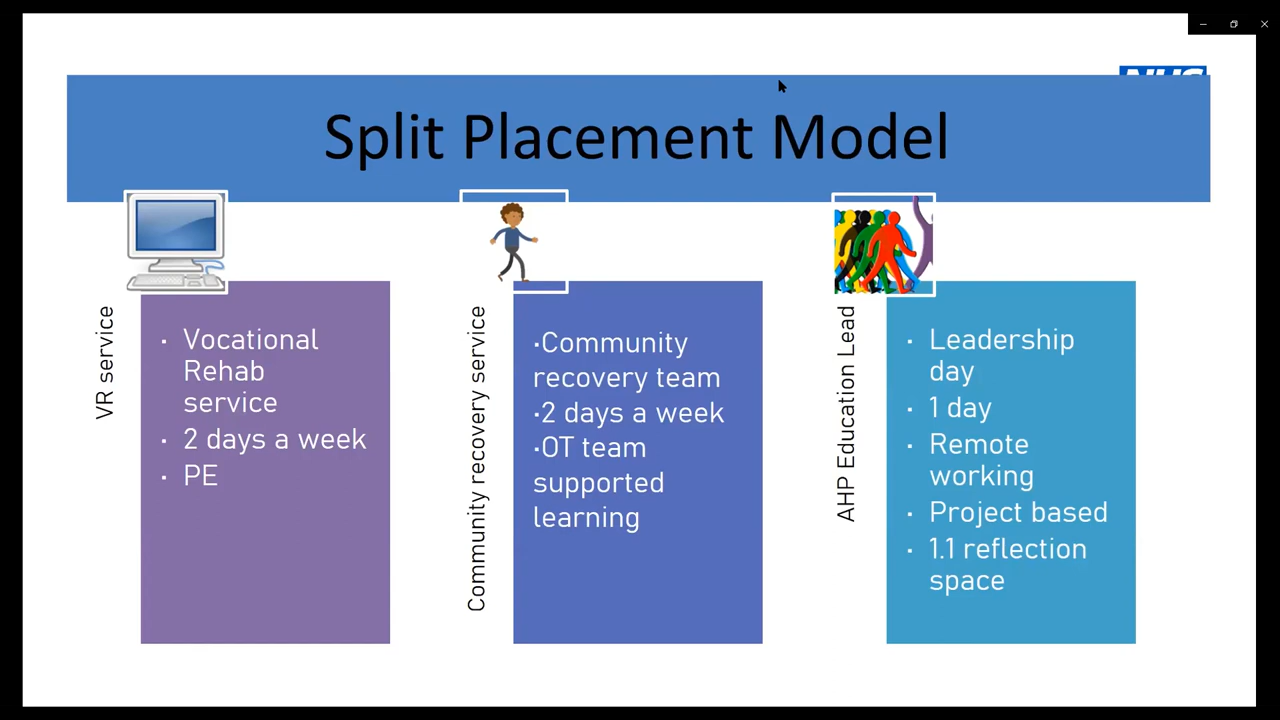 NHS
Split Placement Model
VR service
· Vocational
Rehab
service
· 2 days a week
· PE
Community recovery service
·Community
recovery team
·2 days a week
·OT team
supported
learning
AHP Education Lead
· Leadership
day
· 1 day
· Remote
working
· Project based
· 1.1 reflection
space